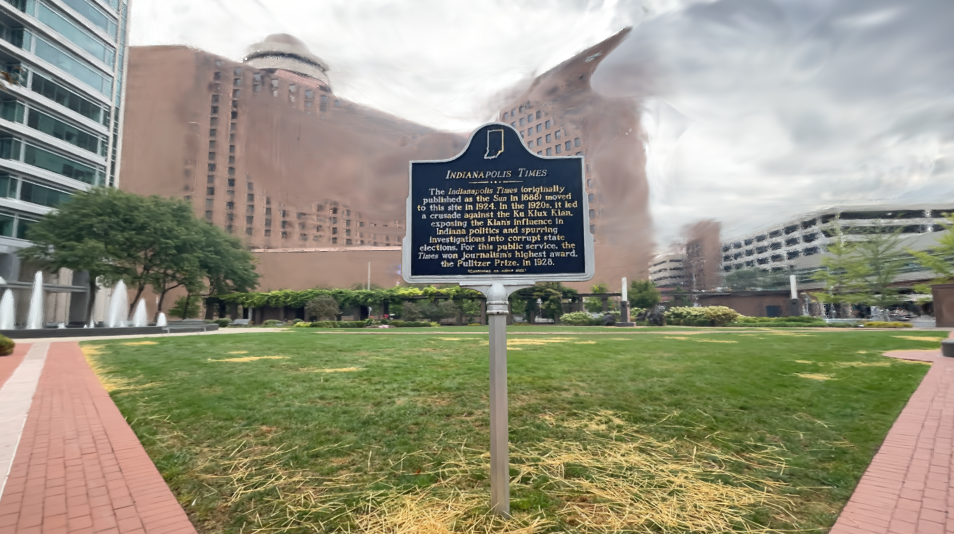 INDIANAPOLIS TIMES
The Indianapolis Times (originally
published as the Sun in 1888) moved
to this site in 1924. In the 1920s, it led
a crusade against the Ku Klux Klan,
exposing the Klan's influence in
Indiana politics and spurring
investigations into corrupt state
elections. For this public service, the
Times won journalism's highest award,
the Pulitzer Prize, in 1928.